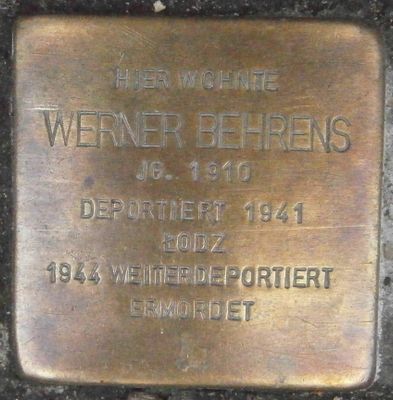 HIER WOHNTE
WERNER BEHRENS
JG. 1910
DEPORTIERT 1941
ŁODZ
1944 WEITERDEPORTIERT
ERMORDET